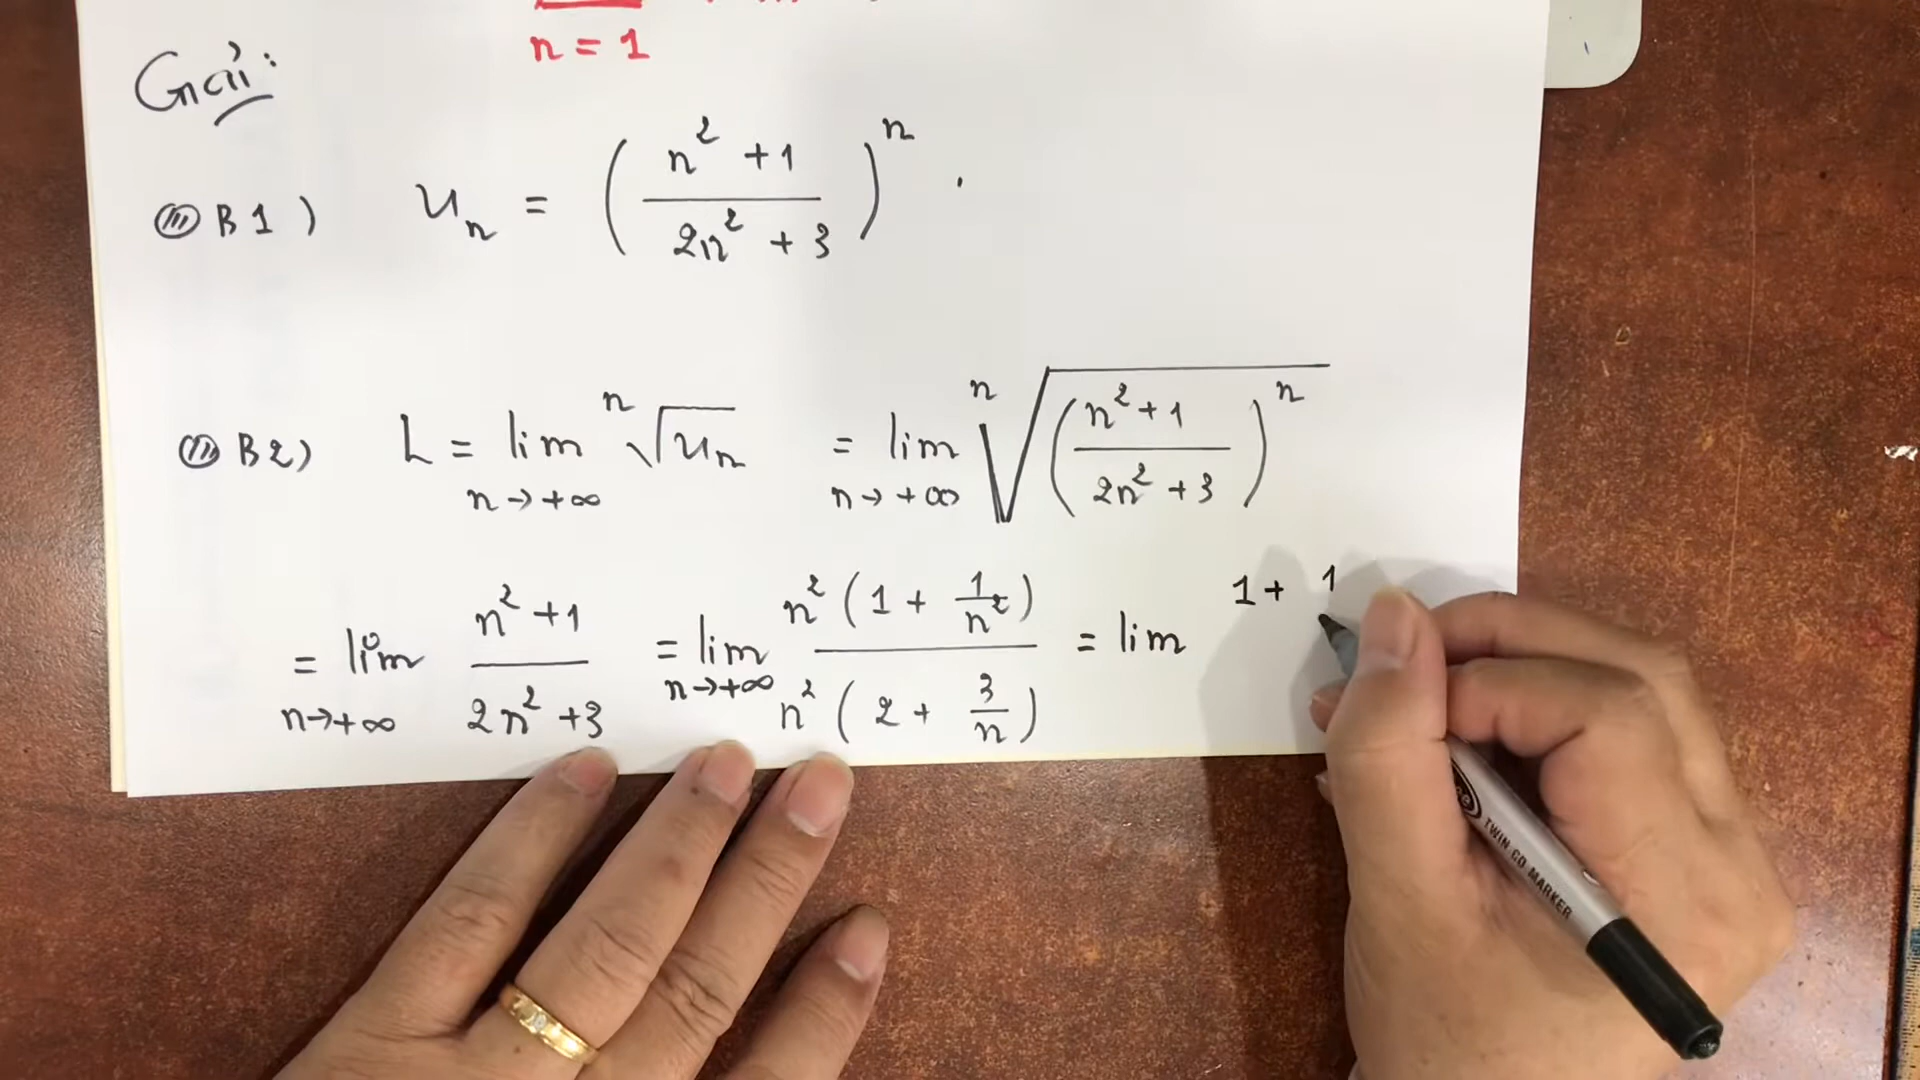 n = 1
Giải:
B1) uₙ = ( (n² + 1) / (2n² + 3) )ⁿ .
B2) L = lim_{n → +∞} ⁿ√uₙ = lim_{n → +∞} ⁿ√( (n² + 1) / (2n² + 3) )ⁿ
= lim_{n → +∞} (n² + 1) / (2n² + 3) = lim_{n → +∞} n² (1 + 1/n²) / n² (2 + 3/n) = lim 1 + 1
TWIN CD MARKER